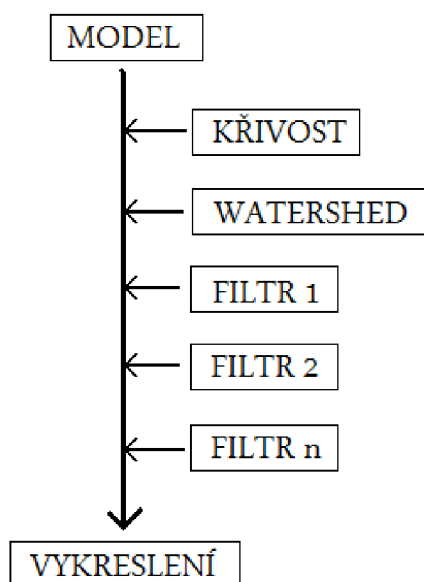 MODEL
KŘIVOST
WATERSHED
FILTR 1
FILTR 2
FILTR n
VYKRESLENÍ